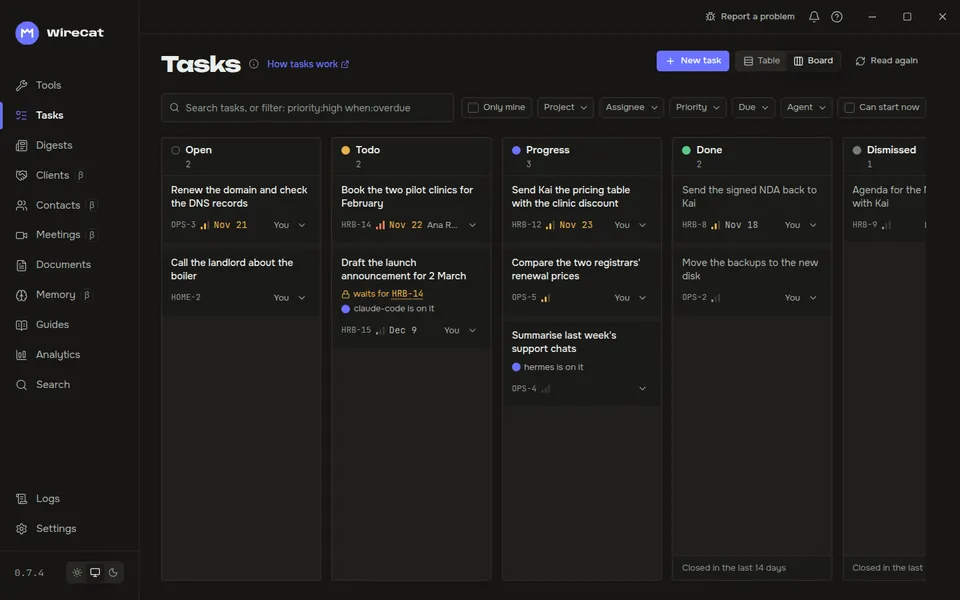 WireCat
Report a problem
Tools
Tasks
Digests
Clients β
Contacts β
Meetings β
Documents
Memory β
Guides
Analytics
Search
Logs
Settings
0.7.4
Tasks
How tasks work
New task
Table
Board
Read again
Search tasks, or filter: priority:high when:overdue
Only mine
Project
Assignee
Priority
Due
Agent
Can start now
Open
2
Renew the domain and check
the DNS records
OPS-3 Nov 21 You
Call the landlord about the
boiler
HOME-2 You
Todo
2
Book the two pilot clinics for
February
HRB-14 Nov 22 Ana R...
Draft the launch
announcement for 2 March
waits for HRB-14
claude-code is on it
HRB-15 Dec 9 You
Progress
3
Send Kai the pricing table
with the clinic discount
HRB-12 Nov 23 You
Compare the two registrars'
renewal prices
OPS-5 You
Summarise last week's
support chats
hermes is on it
OPS-4
Done
2
Send the signed NDA back to
Kai
HRB-8 Nov 18 You
Move the backups to the new
disk
OPS-2 You
Closed in the last 14 days
Dismissed
1
Agenda for the
with Kai
HRB-9
Closed in the last